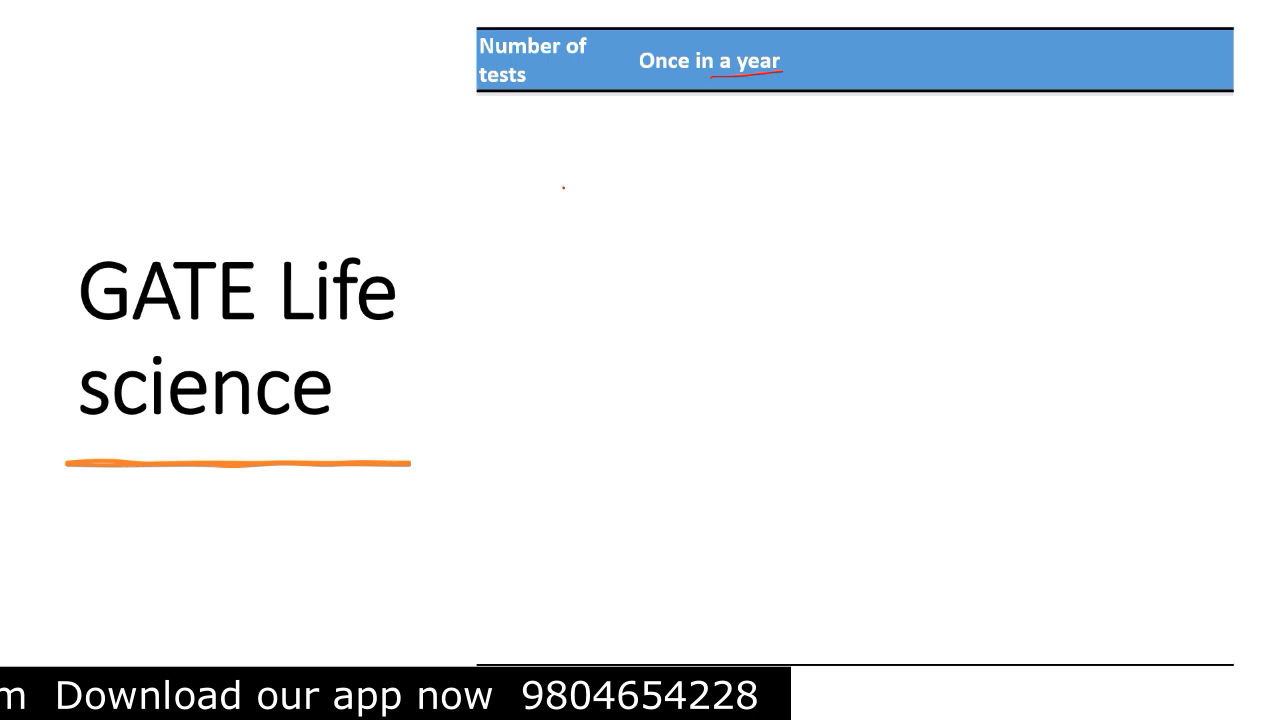 Number of
tests
Once in a year
GATE Life
science
m Download our app now 9804654228